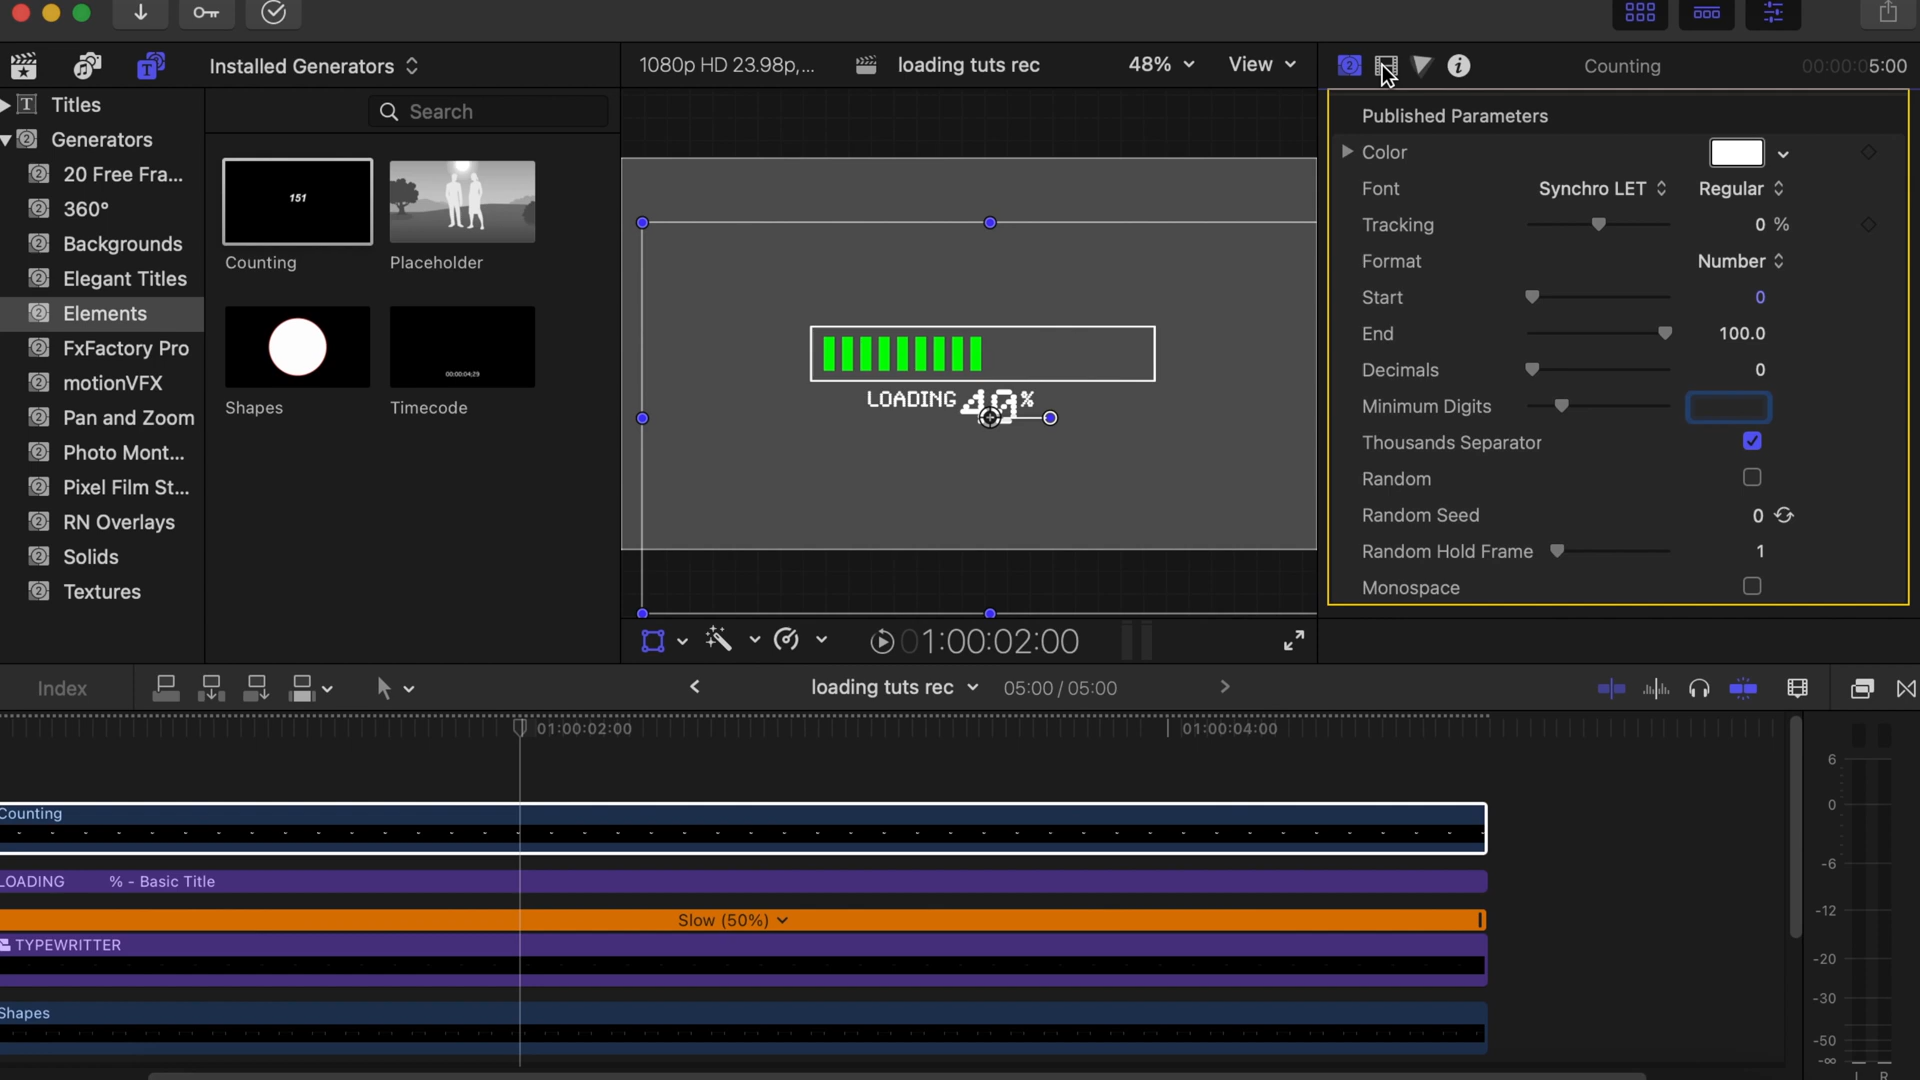 Installed Generators
1080p HD 23.98p,...
loading tuts rec
48%
View
Counting
00:00:05:00
Titles
Generators
20 Free Fra...
360°
Backgrounds
Elegant Titles
Elements
FxFactory Pro
motionVFX
Pan and Zoom
Photo Mont...
Pixel Film St...
RN Overlays
Solids
Textures
Search
151
Counting
Placeholder
Shapes
00:00:04;29
Timecode
LOADING 40%
01:00:02:00
Published Parameters
Color
Font Synchro LET Regular
Tracking 0 %
Format Number
Start 0
End 100.0
Decimals 0
Minimum Digits
Thousands Separator
Random
Random Seed 0
Random Hold Frame 1
Monospace
Index
loading tuts rec
05:00 / 05:00
01:00:02:00
01:00:04:00
Counting
LOADING % - Basic Title
Slow (50%)
TYPEWRITTER
Shapes
6
0
-6
-12
-20
-30
-50
-∞
L R